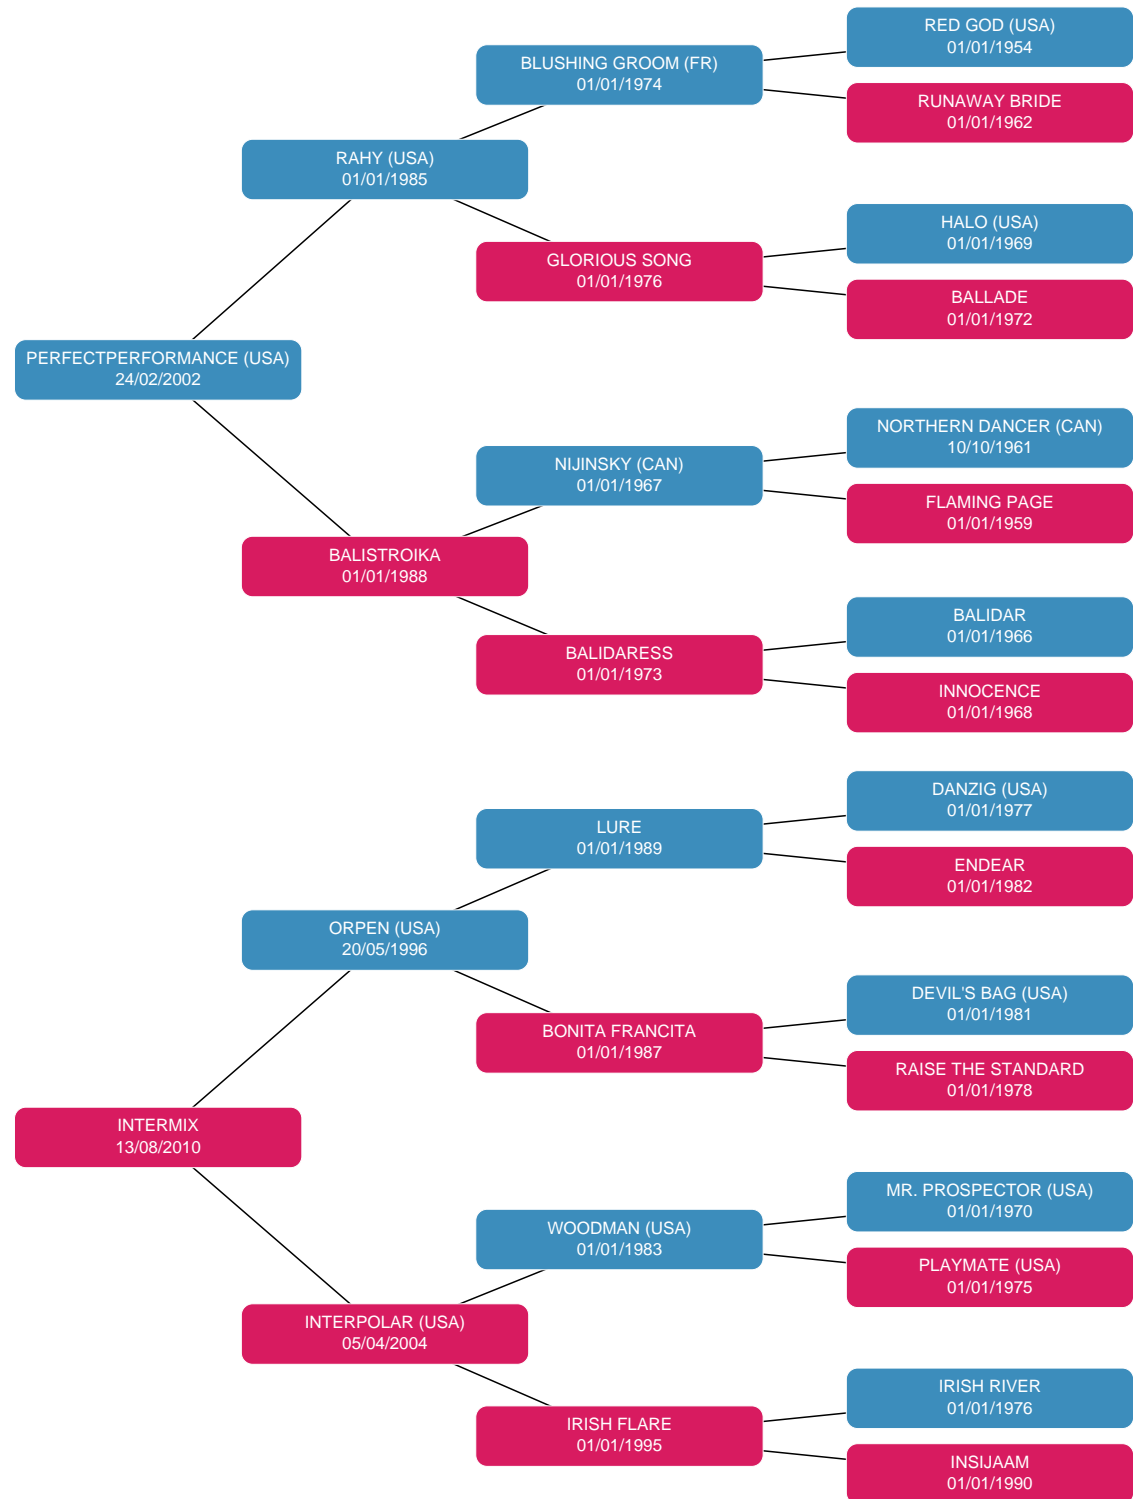 RED GOD (USA)
01/01/1954
BLUSHING GROOM (FR)
01/01/1974
RUNAWAY BRIDE
01/01/1962
RAHY (USA)
01/01/1985
HALO (USA)
01/01/1969
GLORIOUS SONG
01/01/1976
BALLADE
01/01/1972
PERFECTPERFORMANCE (USA)
24/02/2002
NORTHERN DANCER (CAN)
10/10/1961
NIJINSKY (CAN)
01/01/1967
FLAMING PAGE
01/01/1959
BALISTROIKA
01/01/1988
BALIDAR
01/01/1966
BALIDARESS
01/01/1973
INNOCENCE
01/01/1968
DANZIG (USA)
01/01/1977
LURE
01/01/1989
ENDEAR
01/01/1982
ORPEN (USA)
20/05/1996
DEVIL'S BAG (USA)
01/01/1981
BONITA FRANCITA
01/01/1987
RAISE THE STANDARD
01/01/1978
INTERMIX
13/08/2010
MR. PROSPECTOR (USA)
01/01/1970
WOODMAN (USA)
01/01/1983
PLAYMATE (USA)
01/01/1975
INTERPOLAR (USA)
05/04/2004
IRISH RIVER
01/01/1976
IRISH FLARE
01/01/1995
INSIJAAM
01/01/1990